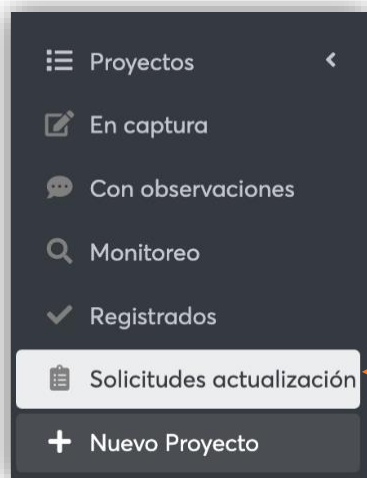 Proyectos
En captura
Con observaciones
Monitoreo
Registrados
Solicitudes actualización
Nuevo Proyecto